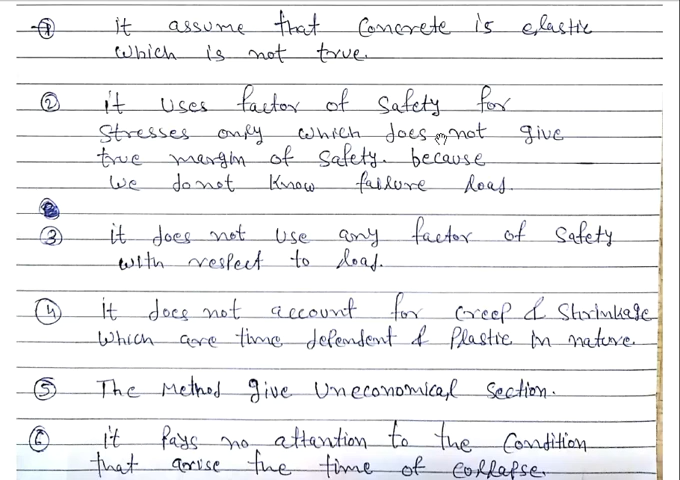 ① it assume that Concrete is elastic
which is not true.
② it uses factor of Safety for
Stresses only which does not give
true margin of Safety. because
We do not Know failure load.
③ it does not use any factor of Safety
with respect to load.
④ it does not account for Creep & Shrinkage
which are time dependent & Plastic in nature
⑤ The Method give Uneconomical Section.
⑥ it Pays no attention to the Condition
that arise the time of Collapse.